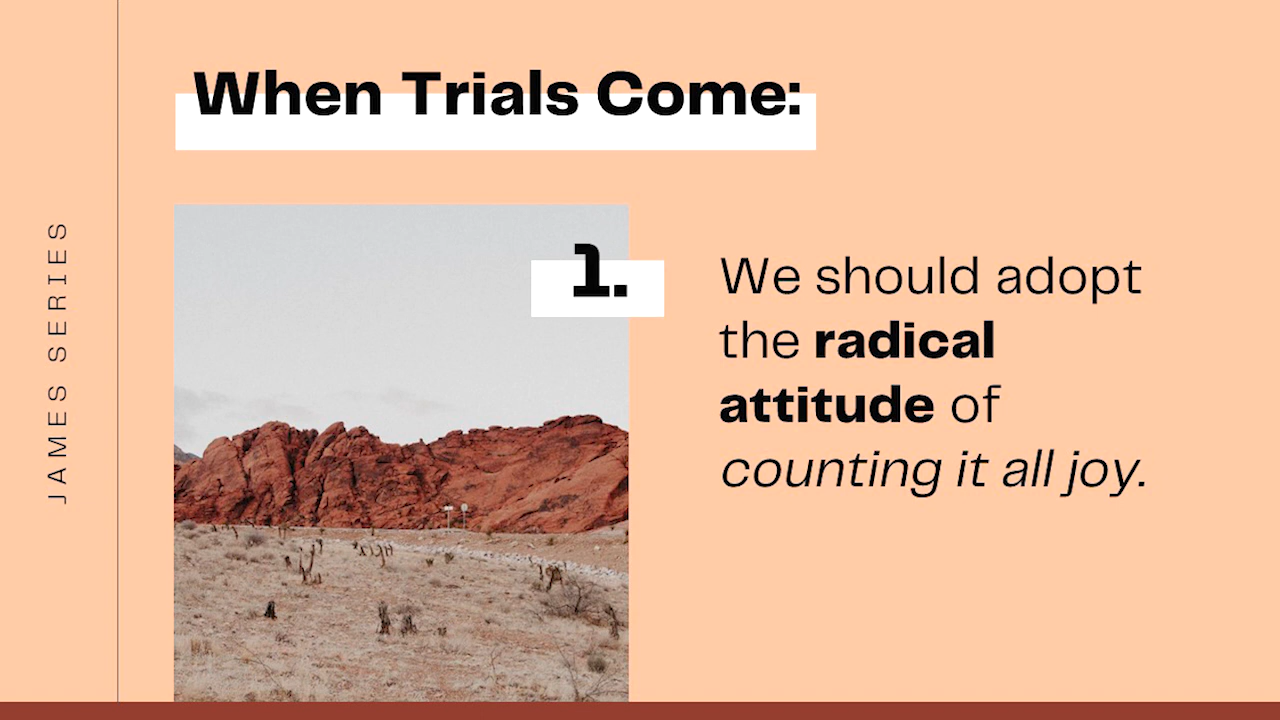 When Trials Come:
JAMES SERIES
1.
We should adopt
the radical
attitude of
counting it all joy.